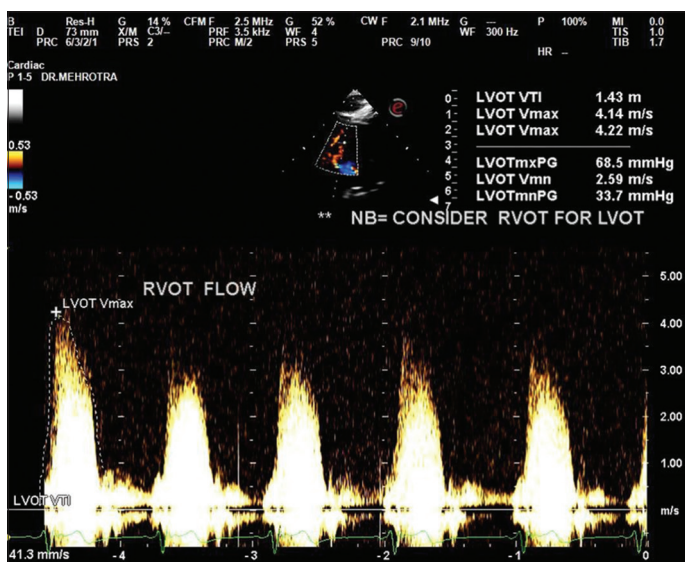 B Res-H G 14 % CFM F 2.5 MHz G 52 % CW F 2.1 MHz G --- P 100% MI 0.0
TEI D 73 mm X/M C3/-- PRF 3.5 kHz WF 4 WF 300 Hz TIS 1.0
PRC 6/3/2/1 PRS 2 PRC M/2 PRS 5 PRC 9/10 TIB 1.7
HR --
Cardiac
P 1-5 DR.MEHROTRA
0.53
- 0.53
m/s
e
0
1
2
3
4
5
6
7
LVOT VTI 1.43 m
LVOT Vmax 4.14 m/s
LVOT Vmax 4.22 m/s
LVOTmxPG 68.5 mmHg
LVOT Vmn 2.59 m/s
LVOTmnPG 33.7 mmHg
** NB= CONSIDER RVOT FOR LVOT
RVOT FLOW
LVOT Vmax
5.00
4.00
3.00
2.00
1.00
m/s
LVOT VTI
41.3 mm/s -4 -3 -2 -1 0